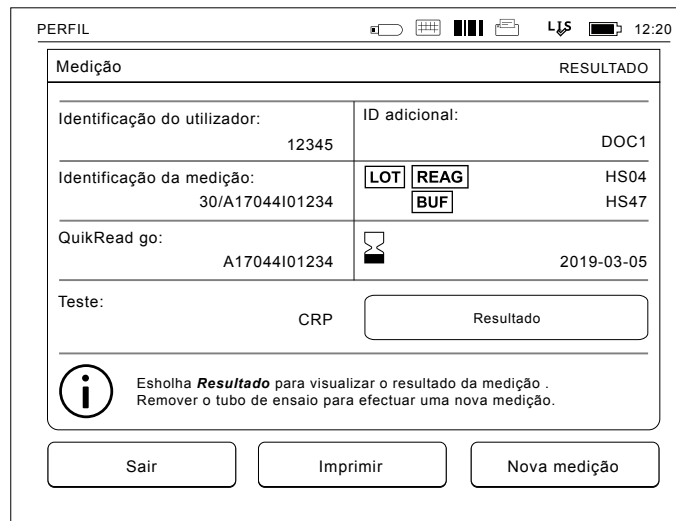 PERFIL LIS 12:20
Medição RESULTADO
Identificação do utilizador:
12345
ID adicional:
DOC1
Identificação da medição:
30/A17044I01234
LOT REAG HS04
BUF HS47
QuikRead go:
A17044I01234
2019-03-05
Teste:
CRP
Resultado
Esholha Resultado para visualizar o resultado da medição .
Remover o tubo de ensaio para efectuar uma nova medição.
Sair Imprimir Nova medição